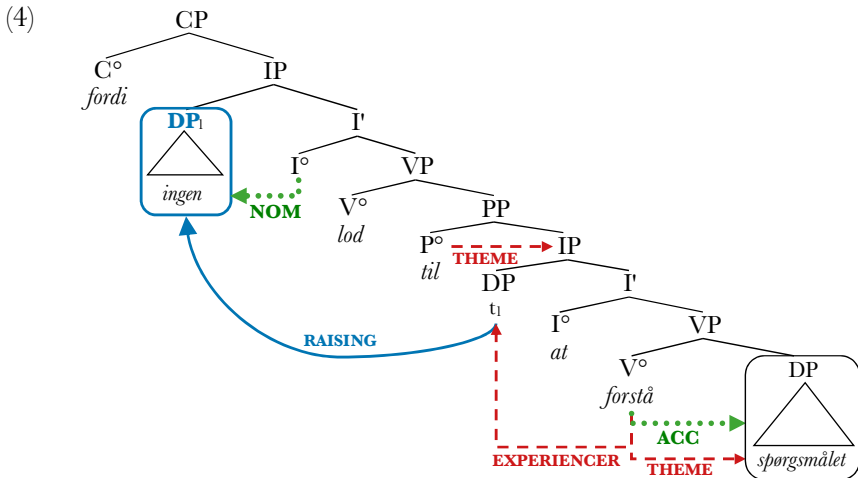 (4)
CP
C° IP
fordi
DP₁ I'
ingen
I° VP
NOM
V° PP
lod
P° THEME IP
til
DP I'
t₁
I° VP
at
RAISING
V° DP
forstå
ACC
spørgsmålet
EXPERIENCER THEME